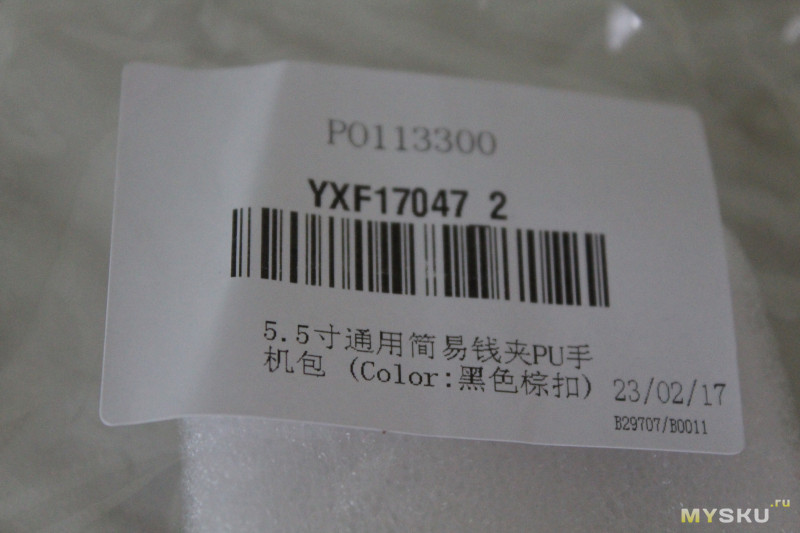 P0113300
YXF17047 2
5.5寸通用简易钱夹PU手
机包 (Color:黑色棕扣)
23/02/17
B29707/B0011
MYSKU.ru